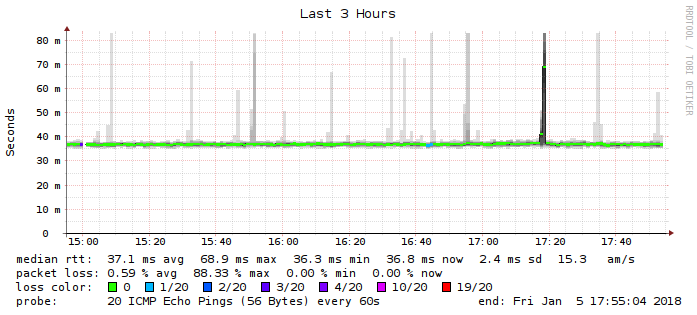 Last 3 Hours
RRDTOOL / TOBI OETIKER
Seconds
80 m
70 m
60 m
50 m
40 m
30 m
20 m
10 m
0
15:00 15:20 15:40 16:00 16:20 16:40 17:00 17:20 17:40
median rtt: 37.1 ms avg 68.9 ms max 36.3 ms min 36.8 ms now 2.4 ms sd 15.3 am/s
packet loss: 0.59 % avg 88.33 % max 0.00 % min 0.00 % now
loss color: 0 1/20 2/20 3/20 4/20 10/20 19/20
probe: 20 ICMP Echo Pings (56 Bytes) every 60s end: Fri Jan 5 17:55:04 2018